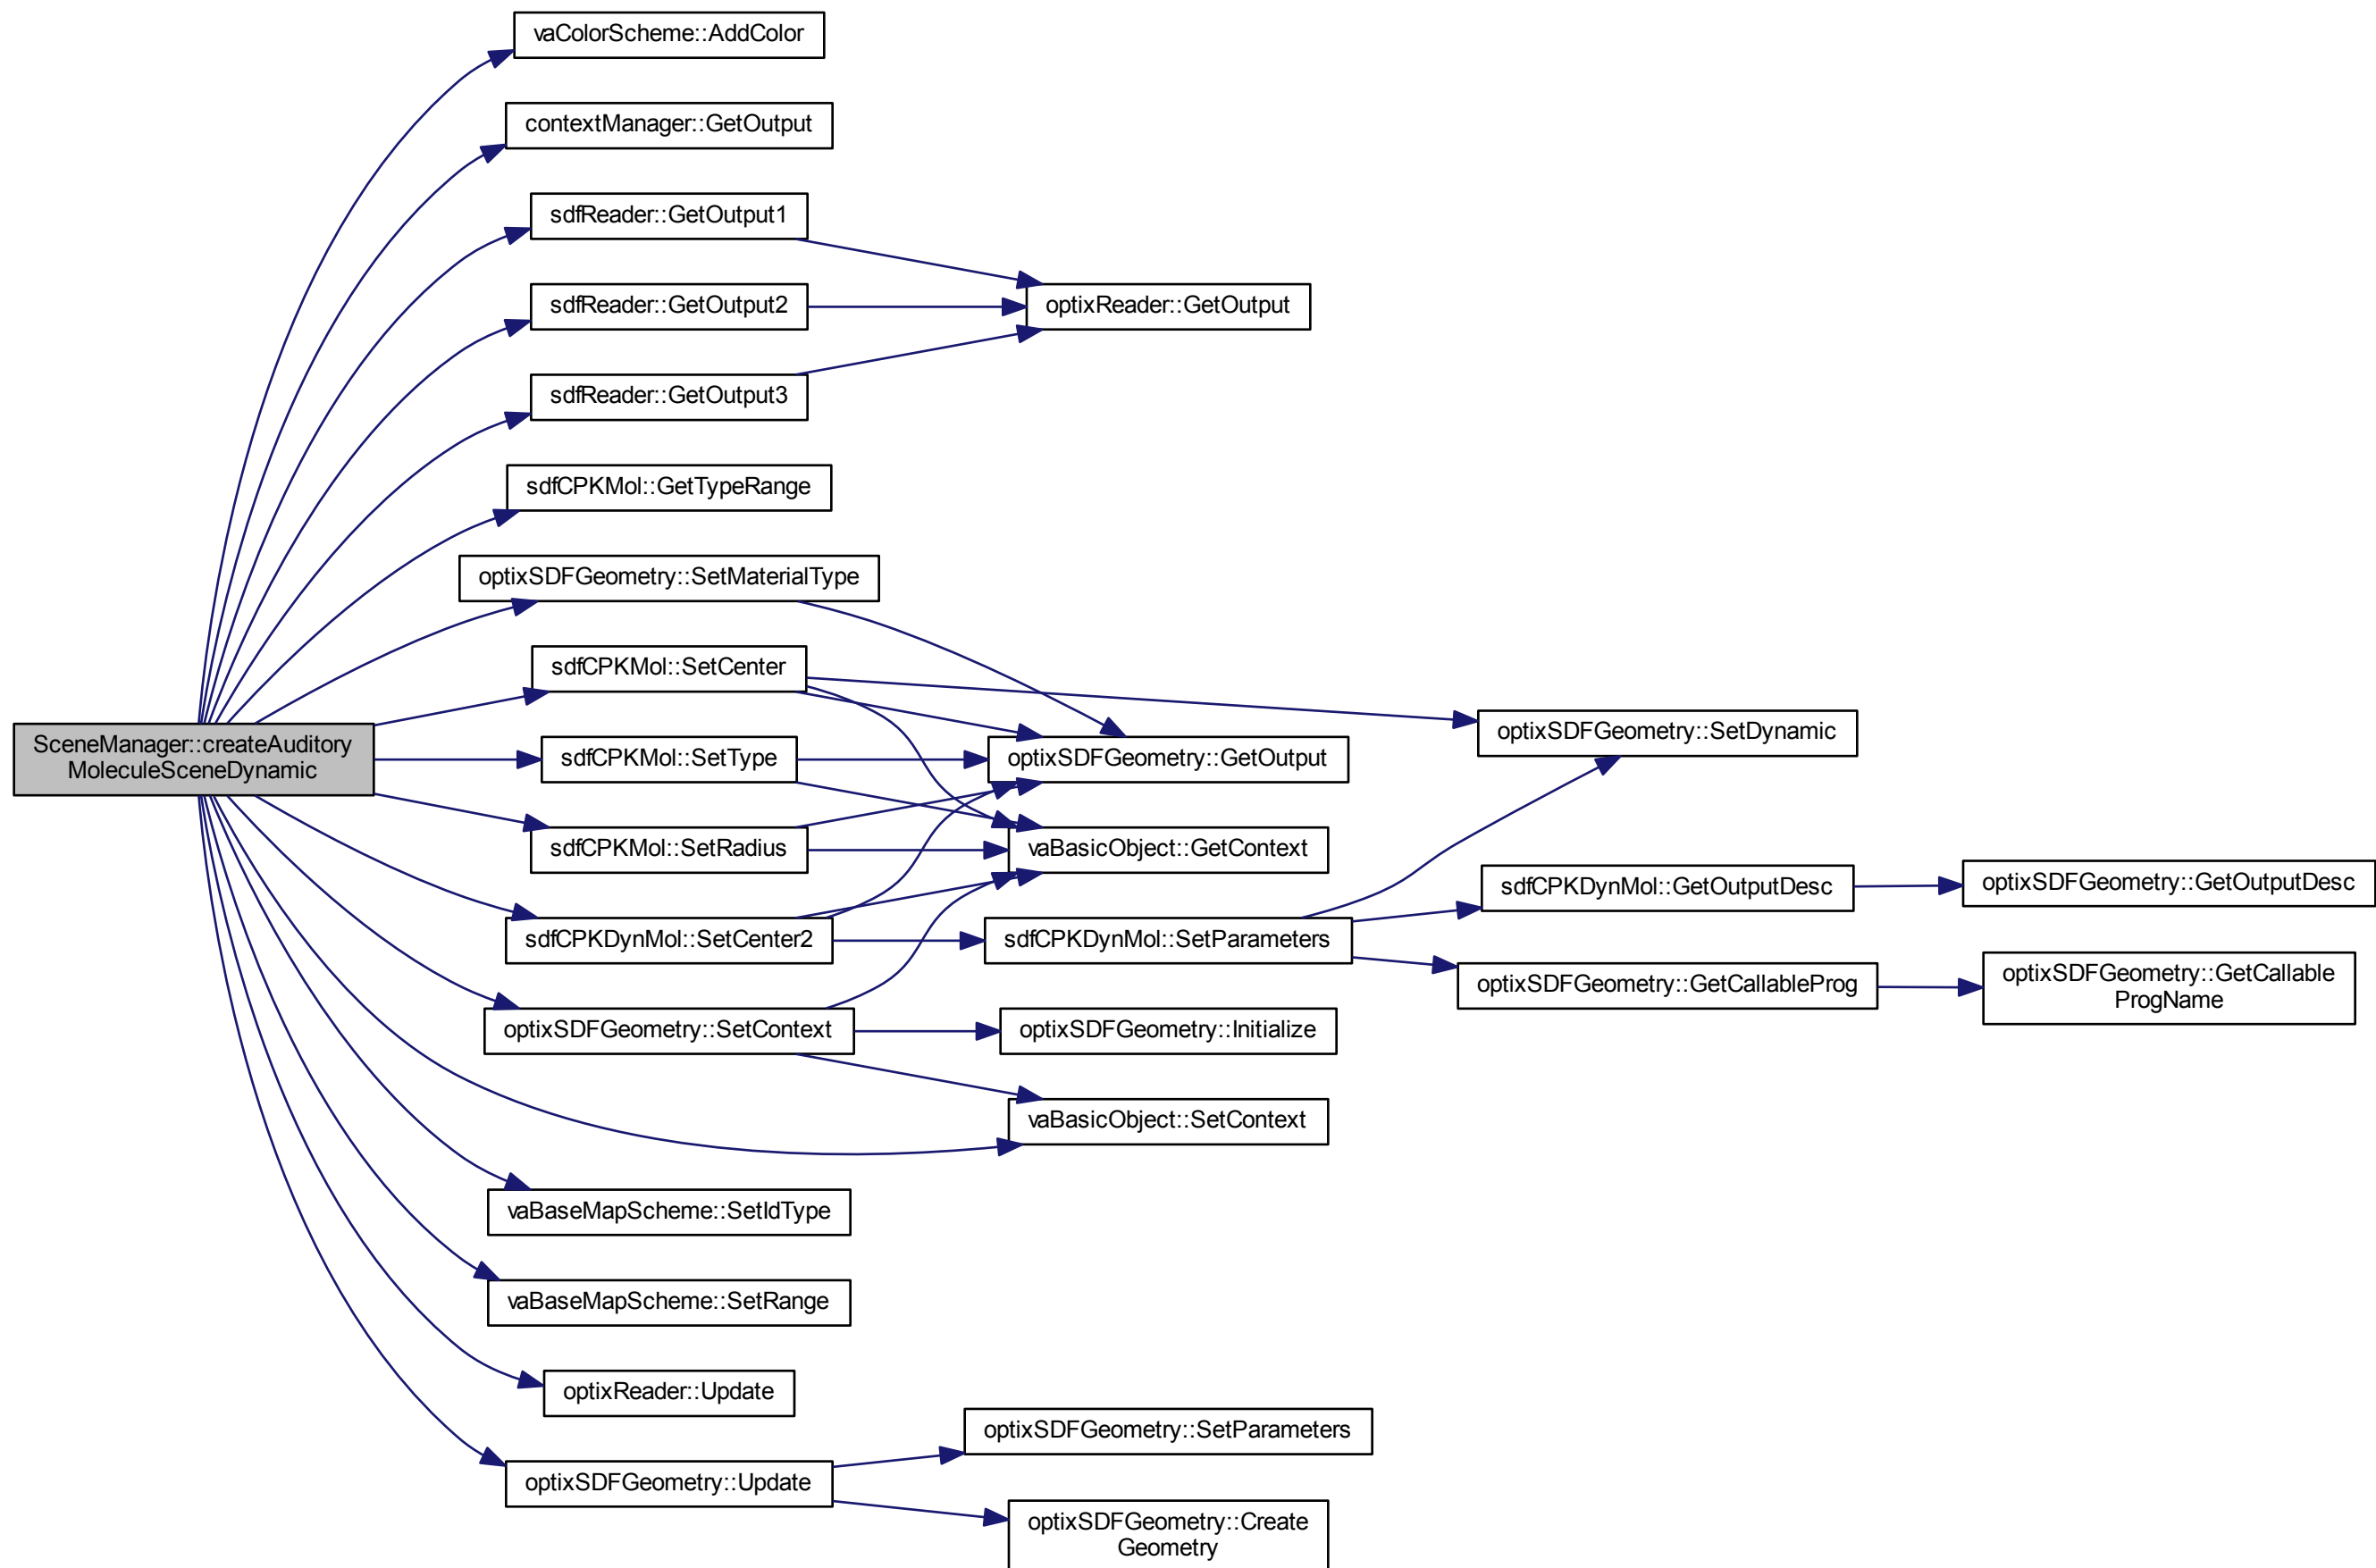 vaColorScheme::AddColor
contextManager::GetOutput
sdfReader::GetOutput1
sdfReader::GetOutput2
optixReader::GetOutput
sdfReader::GetOutput3
sdfCPKMol::GetTypeRange
optixSDFGeometry::SetMaterialType
sdfCPKMol::SetCenter
optixSDFGeometry::SetDynamic
SceneManager::createAuditory
MoleculeSceneDynamic
sdfCPKMol::SetType
optixSDFGeometry::GetOutput
sdfCPKMol::SetRadius
vaBasicObject::GetContext
sdfCPKDynMol::GetOutputDesc
optixSDFGeometry::GetOutputDesc
sdfCPKDynMol::SetCenter2
sdfCPKDynMol::SetParameters
optixSDFGeometry::GetCallableProg
optixSDFGeometry::GetCallable
ProgName
optixSDFGeometry::SetContext
optixSDFGeometry::Initialize
vaBasicObject::SetContext
vaBaseMapScheme::SetIdType
vaBaseMapScheme::SetRange
optixReader::Update
optixSDFGeometry::SetParameters
optixSDFGeometry::Update
optixSDFGeometry::Create
Geometry